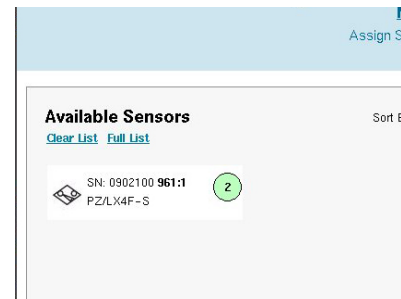 Assign S
Available Sensors
Sort
Clear List Full List
SN: 0902100 961:1
PZ/LX4F-S
2